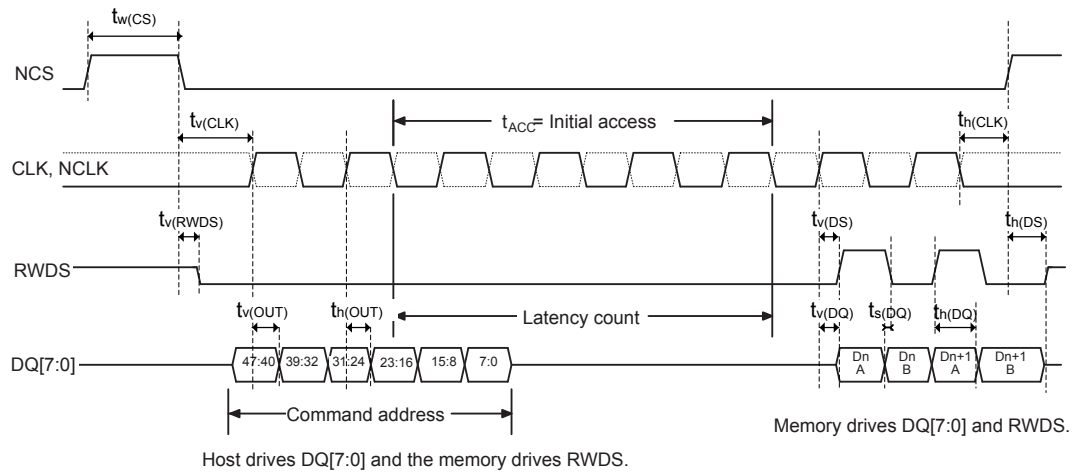 tw(CS)
NCS
tv(CLK)
tACC= Initial access
th(CLK)
CLK, NCLK
tv(RWDS)
tv(DS)
th(DS)
RWDS
tv(OUT)
th(OUT)
Latency count
tv(DQ)
ts(DQ)
th(DQ)
DQ[7:0]
47:40
39:32
31:24
23:16
15:8
7:0
Dn
A
Dn
B
Dn+1
A
Dn+1
B
Command address
Memory drives DQ[7:0] and RWDS.
Host drives DQ[7:0] and the memory drives RWDS.